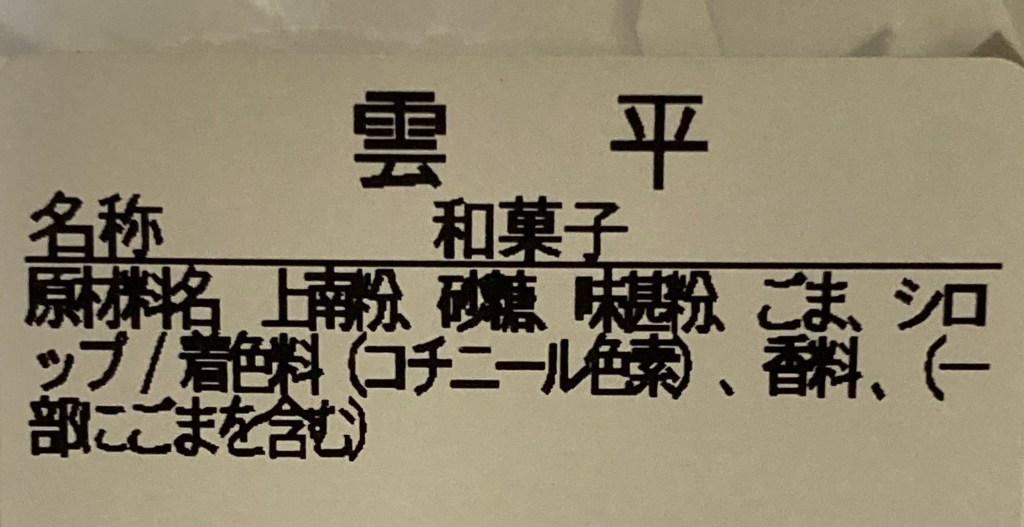 雲平
名称 和菓子
原材料名 上南粉、砂糖、味甚粉、ごま、シロ
ップ/着色料(コチニール色素)、香料、(一
部にごまを含む)